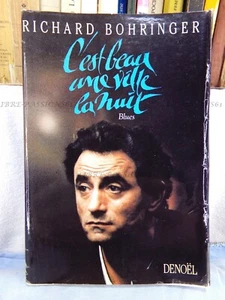 RICHARD BOHRINGER
C'est beau
une ville
la nuit
Blues
DENOËL